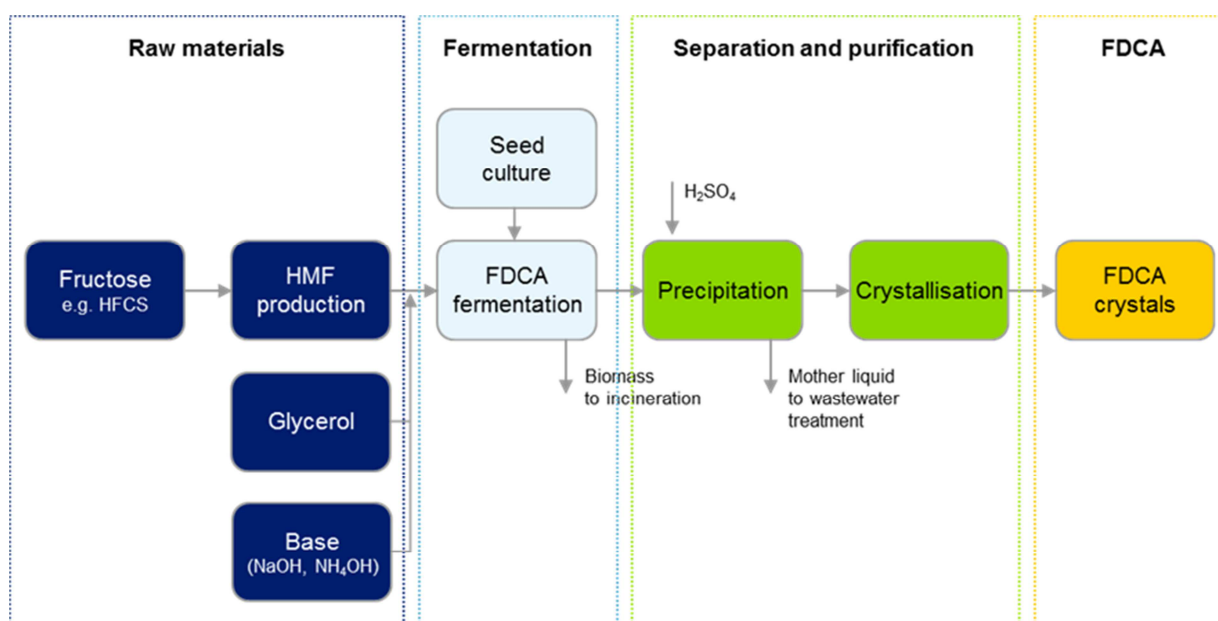 Raw materials
Fermentation
Separation and purification
FDCA
Seed
culture
H₂SO₄
Fructose
e.g. HFCS
HMF
production
FDCA
fermentation
Precipitation
Crystallisation
FDCA
crystals
Biomass
to incineration
Mother liquid
to wastewater
treatment
Glycerol
Base
(NaOH, NH₄OH)